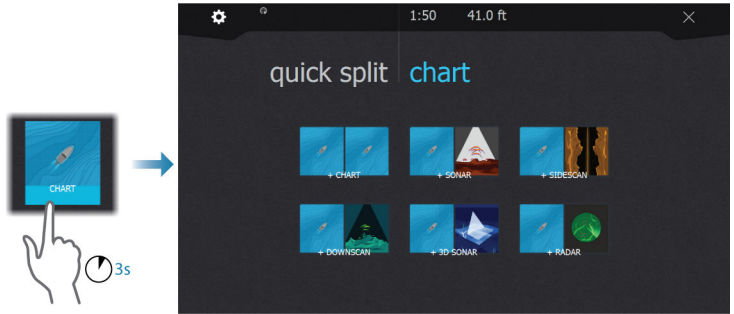 1:50 41.0 ft
quick split chart
+ CHART + SONAR + SIDESCAN
CHART
+ DOWNSCAN + 3D SONAR + RADAR
3s